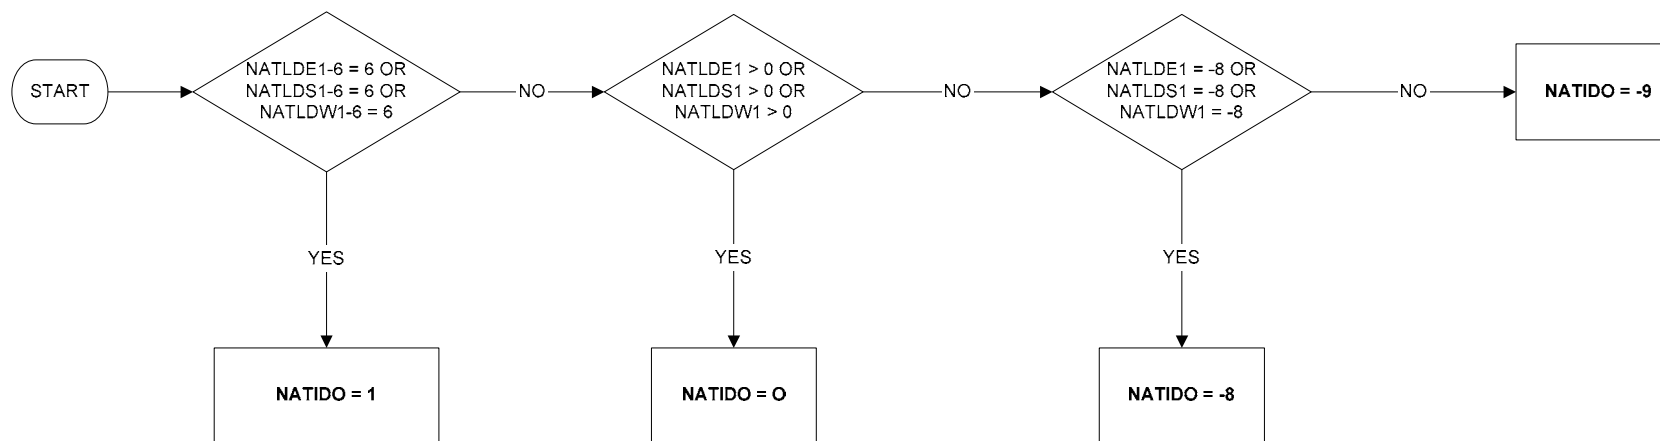 START
NATLDE1-6 = 6 OR
NATLDS1-6 = 6 OR
NATLDW1-6 = 6
NO
NATLDE1 > 0 OR
NATLDS1 > 0 OR
NATLDW1 > 0
NO
NATLDE1 = -8 OR
NATLDS1 = -8 OR
NATLDW1 = -8
NO
NATIDO = -9
YES
YES
YES
NATIDO = 1
NATIDO = O
NATIDO = -8